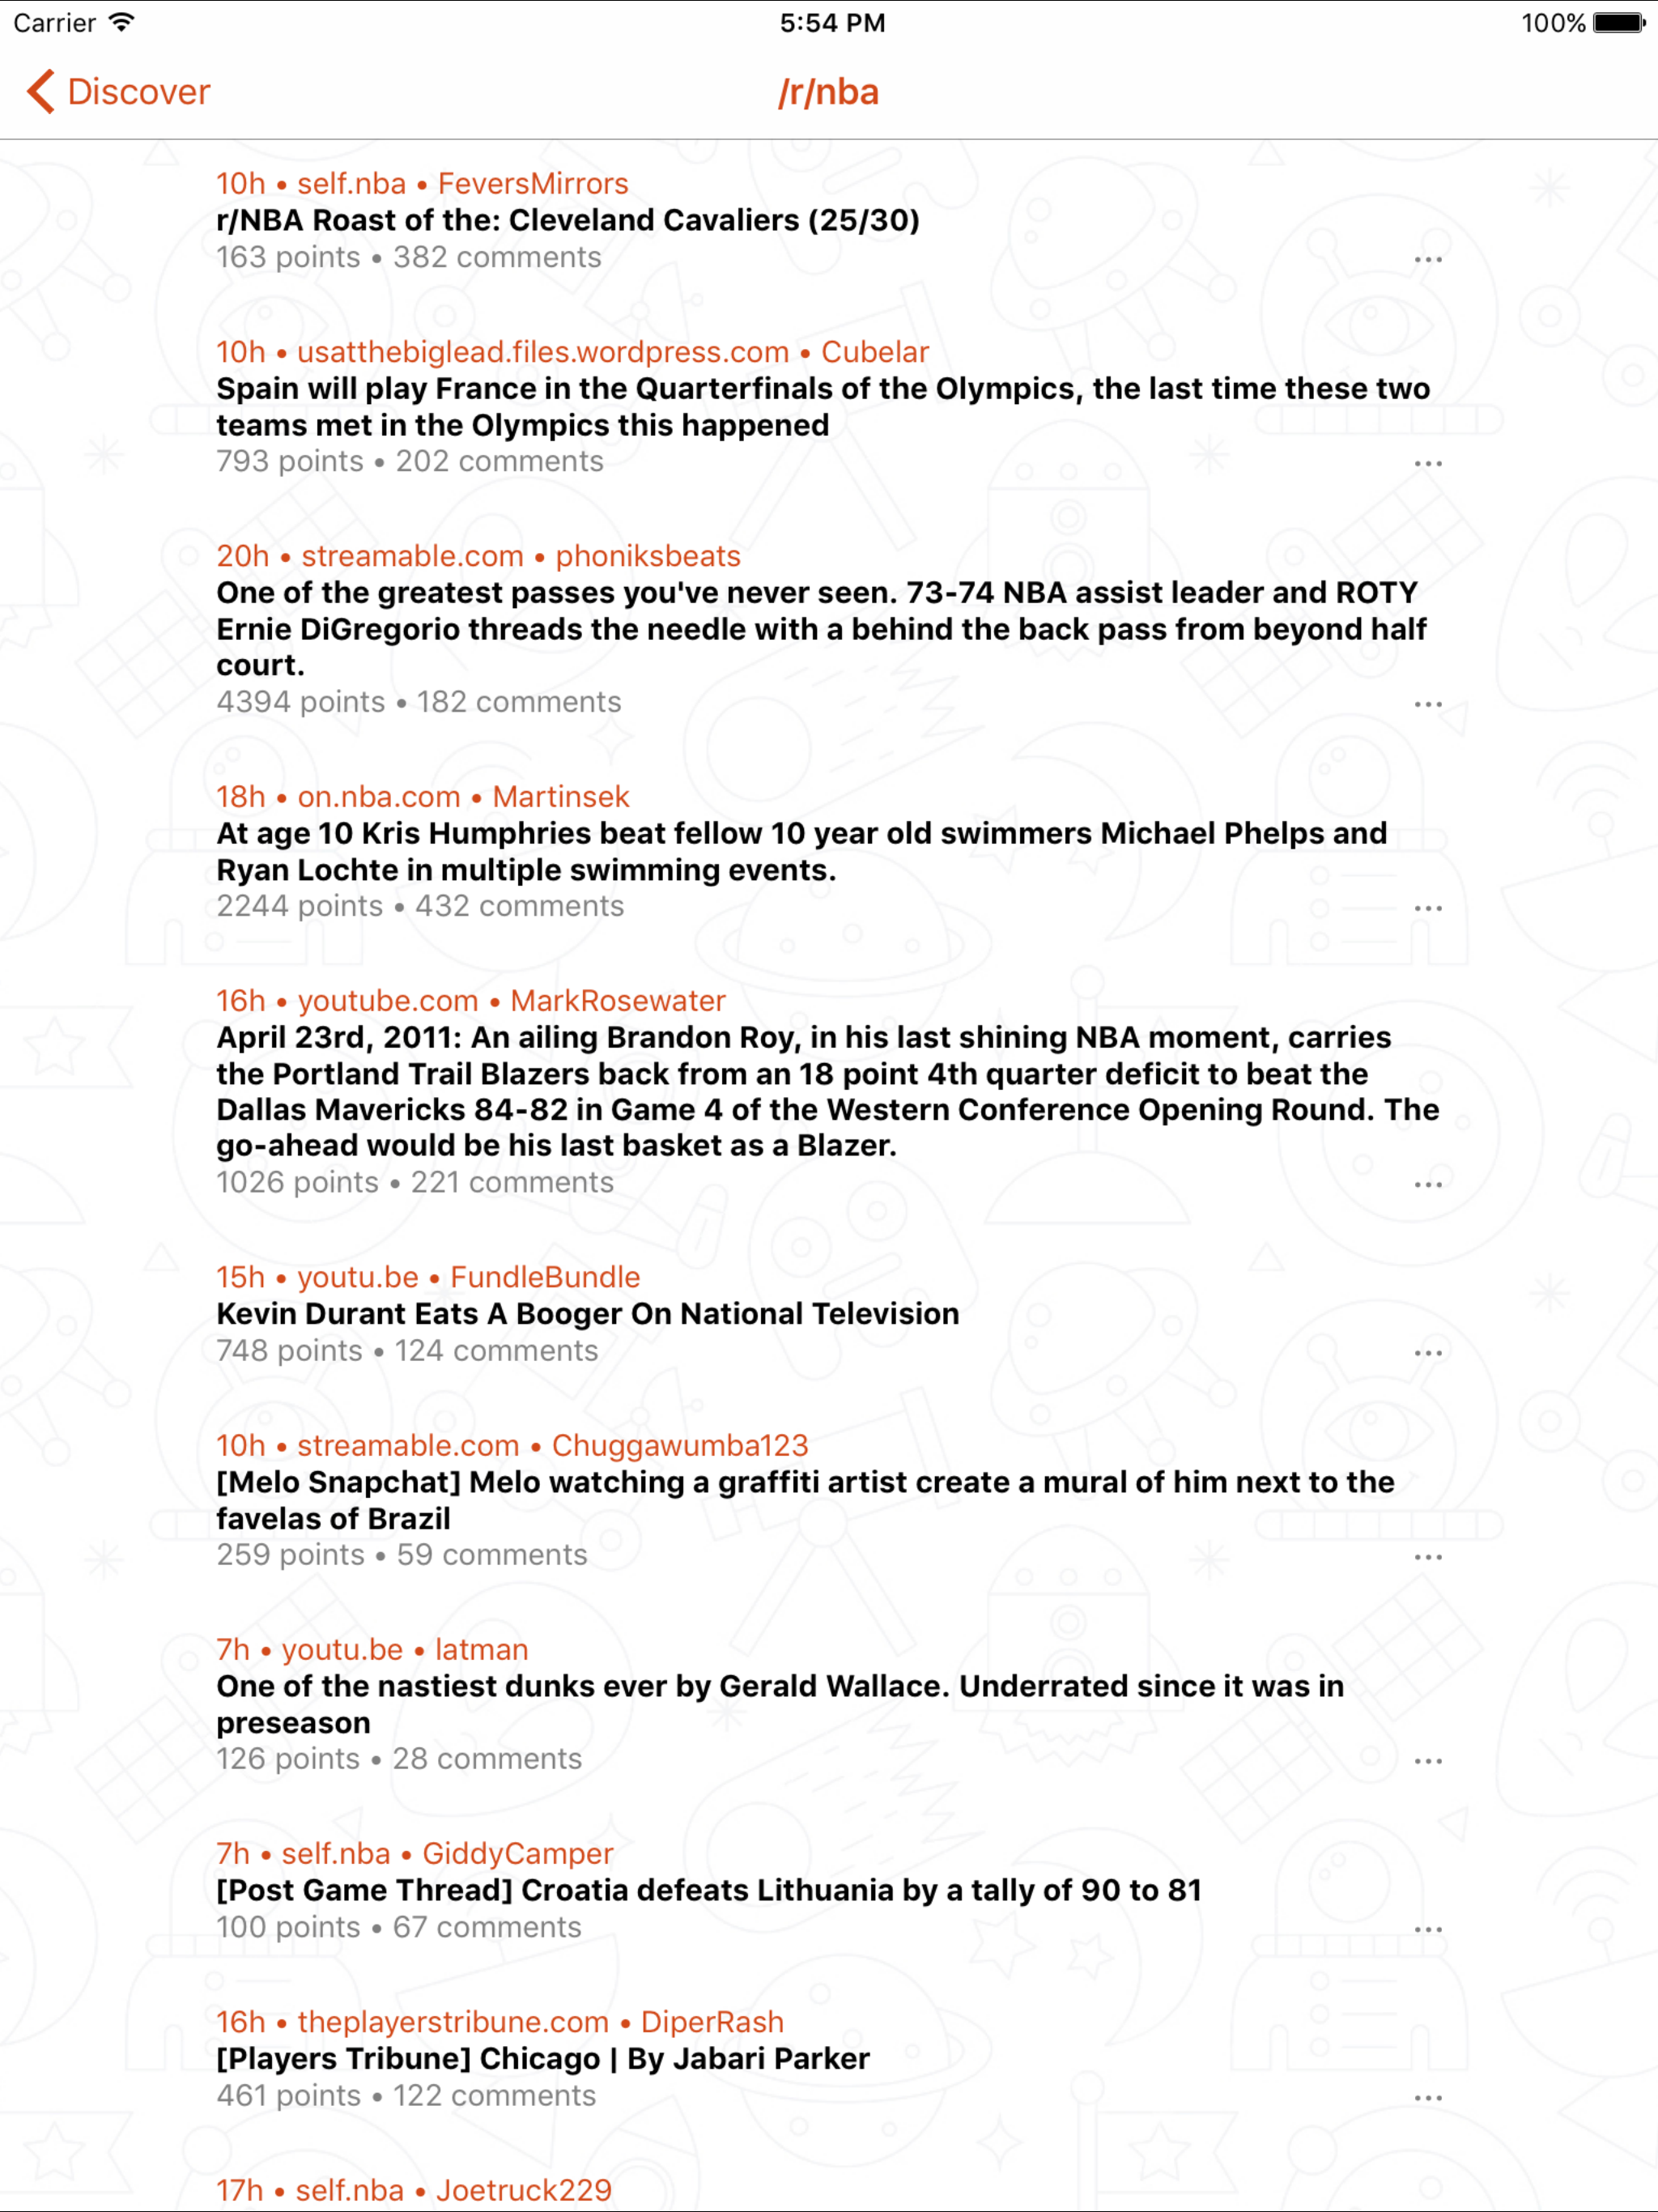 Carrier
5:54 PM
100%
Discover
/r/nba
10h • self.nba • FeversMirrors
r/NBA Roast of the: Cleveland Cavaliers (25/30)
163 points • 382 comments
...
10h • usatthebiglead.files.wordpress.com • Cubelar
Spain will play France in the Quarterfinals of the Olympics, the last time these two
teams met in the Olympics this happened
793 points • 202 comments
...
20h • streamable.com • phoniksbeats
One of the greatest passes you've never seen. 73-74 NBA assist leader and ROTY
Ernie DiGregorio threads the needle with a behind the back pass from beyond half
court.
4394 points • 182 comments
...
18h • on.nba.com • Martinsek
At age 10 Kris Humphries beat fellow 10 year old swimmers Michael Phelps and
Ryan Lochte in multiple swimming events.
2244 points • 432 comments
...
16h • youtube.com • MarkRosewater
April 23rd, 2011: An ailing Brandon Roy, in his last shining NBA moment, carries
the Portland Trail Blazers back from an 18 point 4th quarter deficit to beat the
Dallas Mavericks 84-82 in Game 4 of the Western Conference Opening Round. The
go-ahead would be his last basket as a Blazer.
1026 points • 221 comments
...
15h • youtu.be • FundleBundle
Kevin Durant Eats A Booger On National Television
748 points • 124 comments
...
10h • streamable.com • Chuggawumba123
[Melo Snapchat] Melo watching a graffiti artist create a mural of him next to the
favelas of Brazil
259 points • 59 comments
...
7h • youtu.be • latman
One of the nastiest dunks ever by Gerald Wallace. Underrated since it was in
preseason
126 points • 28 comments
...
7h • self.nba • GiddyCamper
[Post Game Thread] Croatia defeats Lithuania by a tally of 90 to 81
100 points • 67 comments
...
16h • theplayerstribune.com • DiperRash
[Players Tribune] Chicago | By Jabari Parker
461 points • 122 comments
...
17h • self.nba • Joetruck229